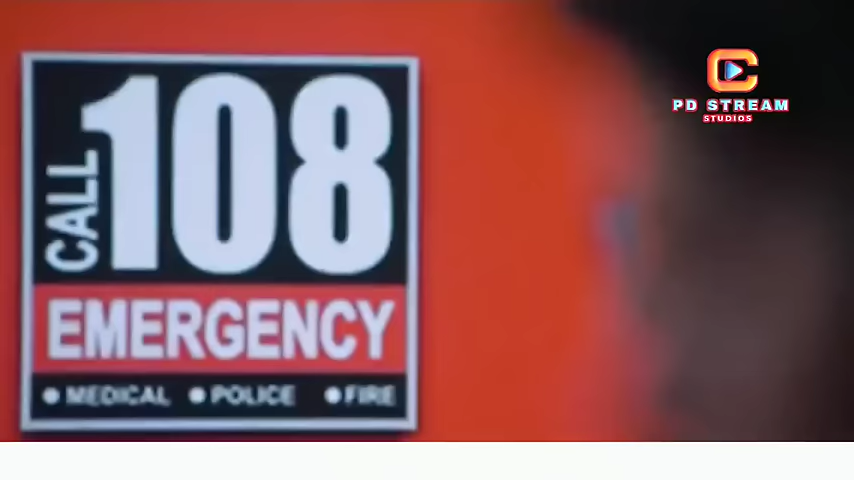 CALL 108
EMERGENCY
● MEDICAL ● POLICE ● FIRE
PD STREAM
STUDIOS